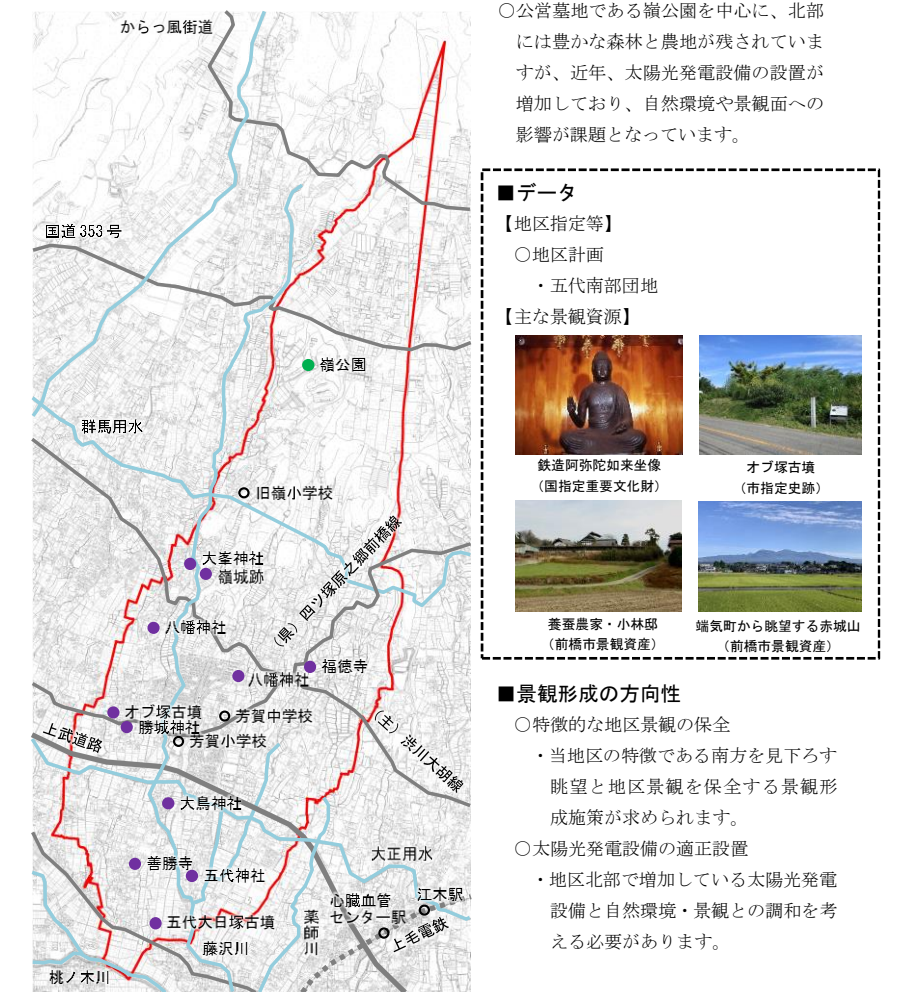 からっ風街道
国道353号
嶺公園
群馬用水
旧嶺小学校
(県)四ツ塚原之郷前橋線
大峯神社
嶺城跡
八幡神社
福徳寺
八幡神社
オブ塚古墳
芳賀中学校
勝城神社
芳賀小学校
(主)渋川大胡線
上武道路
大鳥神社
大正用水
善勝寺
五代神社
江木駅
心臓血管
センター駅
上毛電鉄
五代大日塚古墳
薬師川
藤沢川
桃ノ木川
○公営墓地である嶺公園を中心に、北部
には豊かな森林と農地が残されていま
すが、近年、太陽光発電設備の設置が
増加しており、自然環境や景観面への
影響が課題となっています。
■データ
【地区指定等】
○地区計画
・五代南部団地
【主な景観資源】
鉄造阿弥陀如来坐像
(国指定重要文化財)
オブ塚古墳
(市指定史跡)
養蚕農家・小林邸
(前橋市景観資産)
端気町から眺望する赤城山
(前橋市景観資産)
■景観形成の方向性
○特徴的な地区景観の保全
・当地区の特徴である南方を見下ろす
眺望と地区景観を保全する景観形
成施策が求められます。
○太陽光発電設備の適正設置
・地区北部で増加している太陽光発電
設備と自然環境・景観との調和を考
える必要があります。